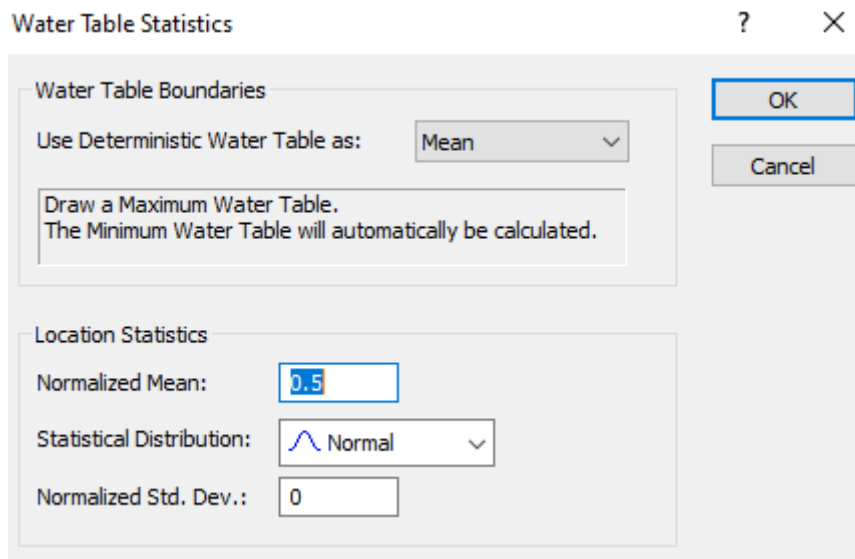 Water Table Statistics
?
Water Table Boundaries
OK
Use Deterministic Water Table as: Mean
Cancel
Draw a Maximum Water Table.
The Minimum Water Table will automatically be calculated.
Location Statistics
Normalized Mean: 0.5
Statistical Distribution: Normal
Normalized Std. Dev.: 0